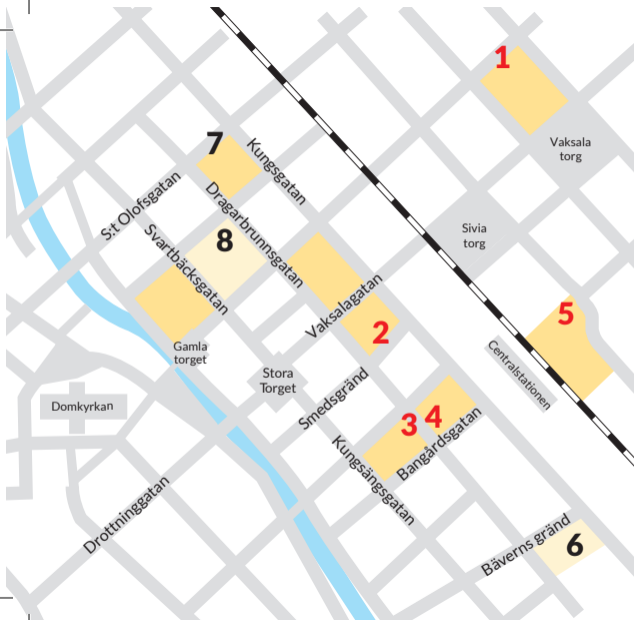 1
Vaksala
torg
7
Kungsgatan
S:t Olofsgatan
Dragarbrunnsgatan
Svartbäcksgatan
8
Sivia
torg
Vaksalagatan
5
2
Gamla
torget
Centralstationen
Stora
Torget
Smedsgränd
Domkyrkan
3
4
Bangårdsgatan
Kungsängsgatan
Drottninggatan
Bäverns gränd
6